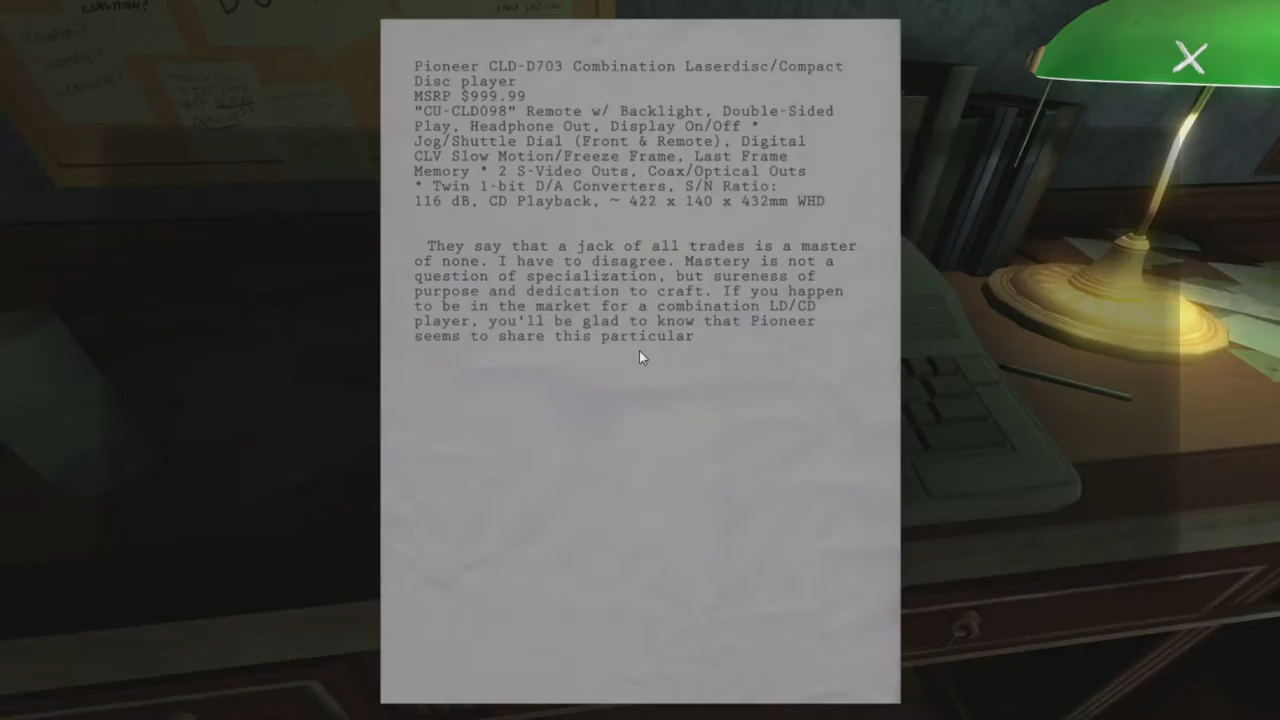 COALITION?
Pioneer CLD-D703 Combination Laserdisc/Compact
Disc player
MSRP $999.99
"CU-CLD098" Remote w/ Backlight, Double-Sided
Play, Headphone Out, Display On/Off *
Jog/Shuttle Dial (Front & Remote), Digital
CLV Slow Motion/Freeze Frame, Last Frame
Memory * 2 S-Video Outs, Coax/Optical Outs
* Twin 1-bit D/A Converters, S/N Ratio:
116 dB, CD Playback, ~ 422 x 140 x 432mm WHD
They say that a jack of all trades is a master
of none. I have to disagree. Mastery is not a
question of specialization, but sureness of
purpose and dedication to craft. If you happen
to be in the market for a combination LD/CD
player, you'll be glad to know that Pioneer
seems to share this particular